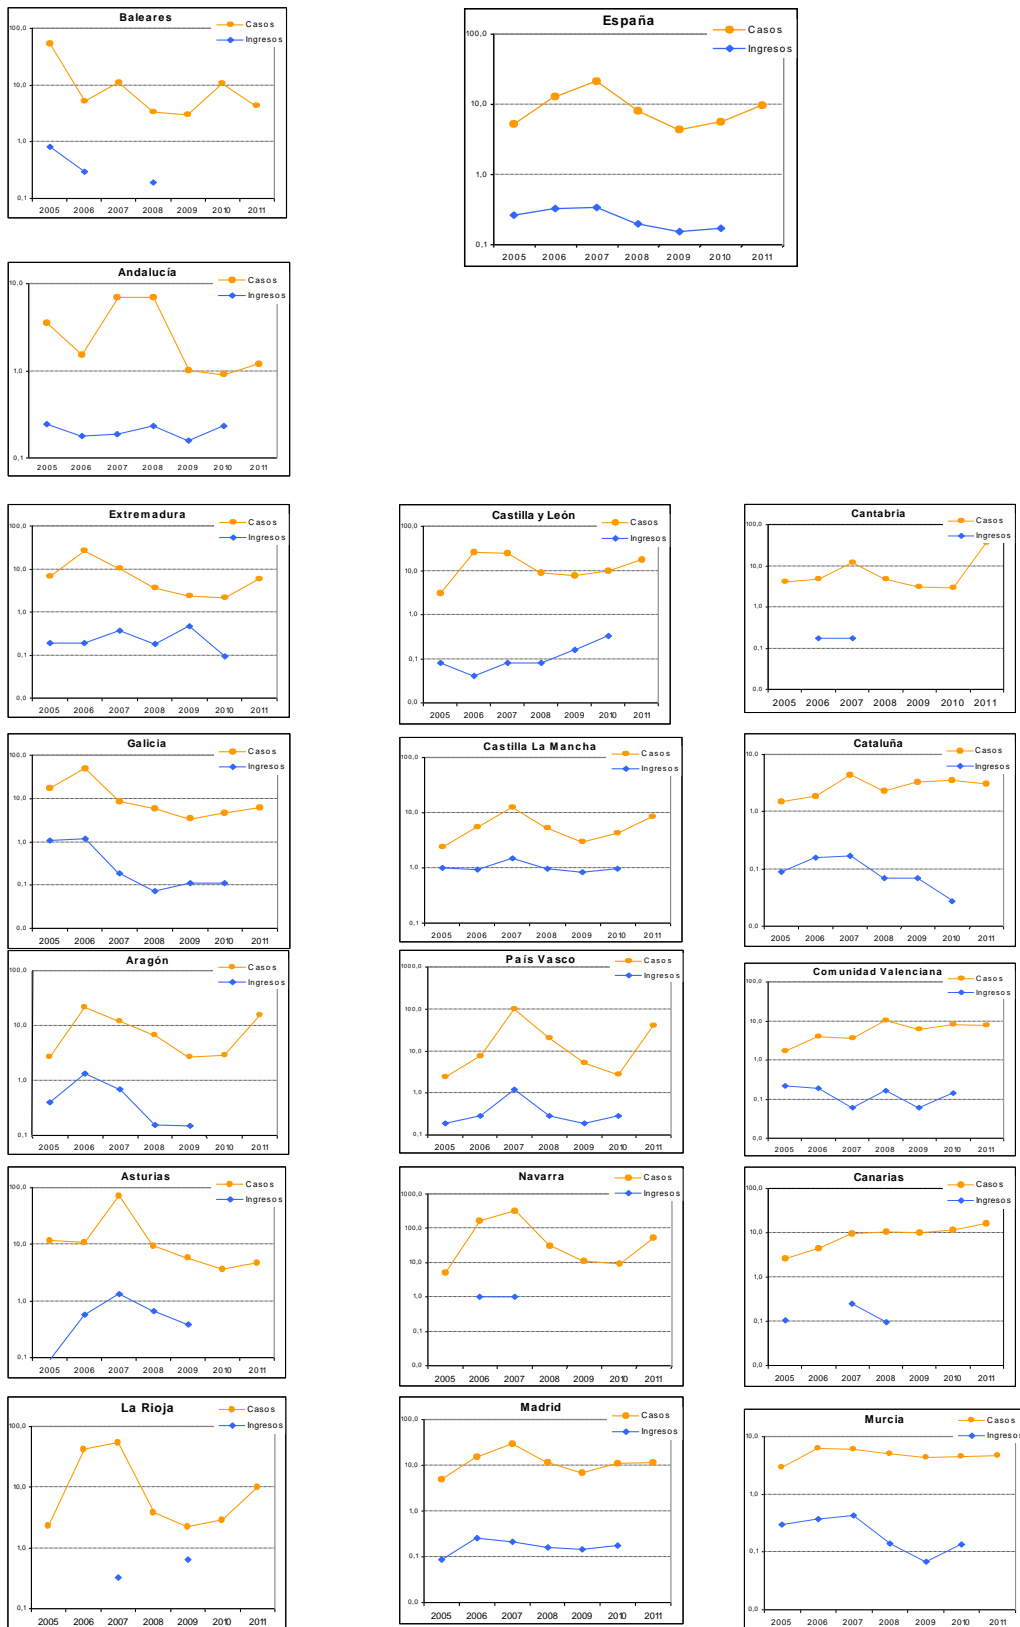 Baleares
Casos
Ingresos
100,0
10,0
1,0
0,1
2005 2006 2007 2008 2009 2010 2011
España
Casos
Ingresos
100,0
10,0
1,0
0,1
2005 2006 2007 2008 2009 2010 2011
Andalucía
Casos
Ingresos
10,0
1,0
0,1
2005 2006 2007 2008 2009 2010 2011
Extremadura
Casos
Ingresos
100,0
10,0
1,0
0,1
0,0
2005 2006 2007 2008 2009 2010 2011
Castilla y León
Casos
Ingresos
100,0
10,0
1,0
0,1
0,0
2005 2006 2007 2008 2009 2010 2011
Cantabria
Casos
Ingresos
100,0
10,0
1,0
0,1
0,0
2005 2006 2007 2008 2009 2010 2011
Galicia
Casos
Ingresos
100,0
10,0
1,0
0,1
0,0
2005 2006 2007 2008 2009 2010 2011
Castilla La Mancha
Casos
Ingresos
100,0
10,0
1,0
0,1
2005 2006 2007 2008 2009 2010 2011
Cataluña
Casos
Ingresos
10,0
1,0
0,1
0,0
2005 2006 2007 2008 2009 2010 2011
Aragón
Casos
Ingresos
100,0
10,0
1,0
0,1
2005 2006 2007 2008 2009 2010 2011
País Vasco
Casos
Ingresos
1000,0
100,0
10,0
1,0
0,1
2005 2006 2007 2008 2009 2010 2011
Comunidad Valenciana
Casos
Ingresos
100,0
10,0
1,0
0,1
0,0
2005 2006 2007 2008 2009 2010 2011
Asturias
Casos
Ingresos
100,0
10,0
1,0
0,1
2005 2006 2007 2008 2009 2010 2011
Navarra
Casos
Ingresos
1000,0
100,0
10,0
1,0
0,1
0,0
2005 2006 2007 2008 2009 2010 2011
Canarias
Casos
Ingresos
100,0
10,0
1,0
0,1
0,0
2005 2006 2007 2008 2009 2010 2011
La Rioja
Casos
Ingresos
100,0
10,0
1,0
0,1
2005 2006 2007 2008 2009 2010 2011
Madrid
Casos
Ingresos
100,0
10,0
1,0
0,1
0,0
2005 2006 2007 2008 2009 2010 2011
Murcia
Casos
Ingresos
10,0
1,0
0,1
0,0
2005 2006 2007 2008 2009 2010 2011